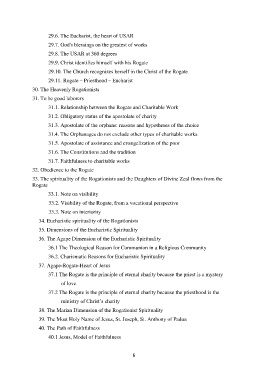 29.6. The Eucharist, the heart of USAR
29.7. God's blessings on the greatest of works
29.8. The USAR at 360 degrees
29.9. Christ identifies himself with his Rogate
29.10. The Church recognizes herself in the Christ of the Rogate
29.11. Rogate – Priesthood – Eucharist
30. The Heavenly Rogationists
31. To be good laborers
31.1. Relationship between the Rogate and Charitable Work
31.2. Obligatory status of the apostolate of charity
31.3. Apostolate of the orphans: reasons and hypotheses of the choice
31.4. The Orphanages do not exclude other types of charitable works
31.5. Apostolate of assistance and evangelization of the poor
31.6. The Constitutions and the tradition
31.7. Faithfulness to charitable works
32. Obedience to the Rogate
33. The spirituality of the Rogationists and the Daughters of Divine Zeal flows from the
Rogate
33.1. Note on visibility
33.2. Visibility of the Rogate, from a vocational perspective
33.3. Note on interiority
34. Eucharistic spirituality of the Rogationists
35. Dimensions of the Eucharistic Spirituality
36. The Agape Dimension of the Eucharistic Spirituality
36.1 The Theological Reason for Communion in a Religious Community
36.2. Charismatic Reasons for Eucharistic Spirituality
37. Agape-Rogate-Heart of Jesus
37.1 The Rogate is the principle of eternal charity because the priest is a mystery
of love
37.2 The Rogate is the principle of eternal charity because the priesthood is the
ministry of Christ's charity
38. The Marian Dimension of the Rogationist Spirituality
39. The Most Holy Name of Jesus, St. Joseph, St. Anthony of Padua
40. The Path of Faithfulness
40.1 Jesus, Model of Faithfulness